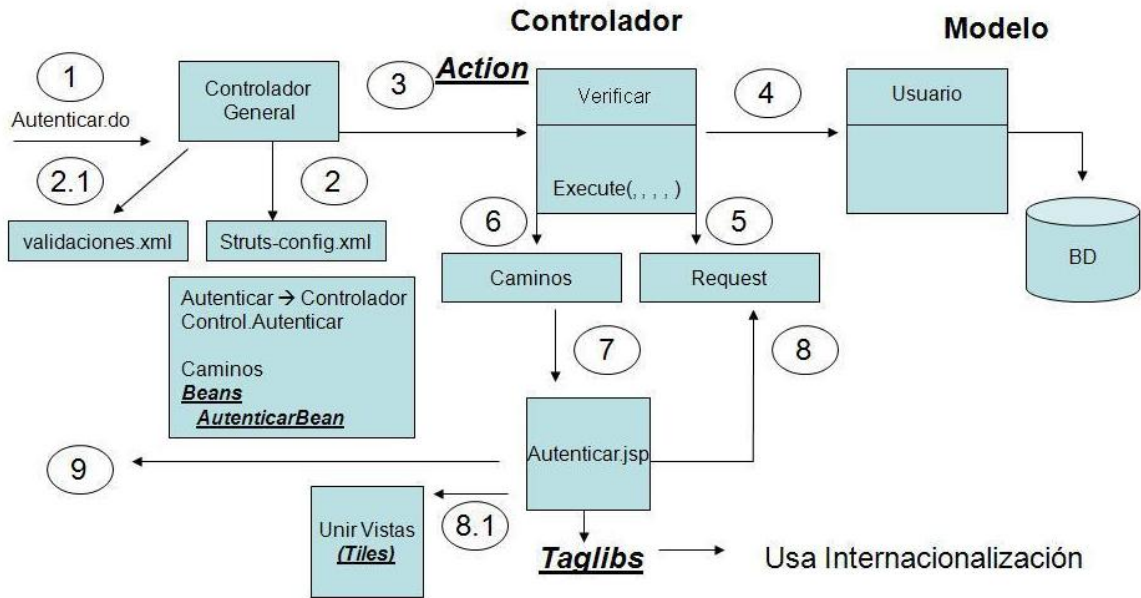 Controlador
Modelo
1
Autenticar.do
Controlador
General
3
Action
Verificar
Execute(, , , , )
4
Usuario
2.1
2
validaciones.xml
Struts-config.xml
6
5
Caminos
Request
BD
Autenticar → Controlador
Control.Autenticar
Caminos
Beans
AutenticarBean
7
8
Autenticar.jsp
9
8.1
Unir Vistas
(Tiles)
Taglibs
Usa Internacionalización